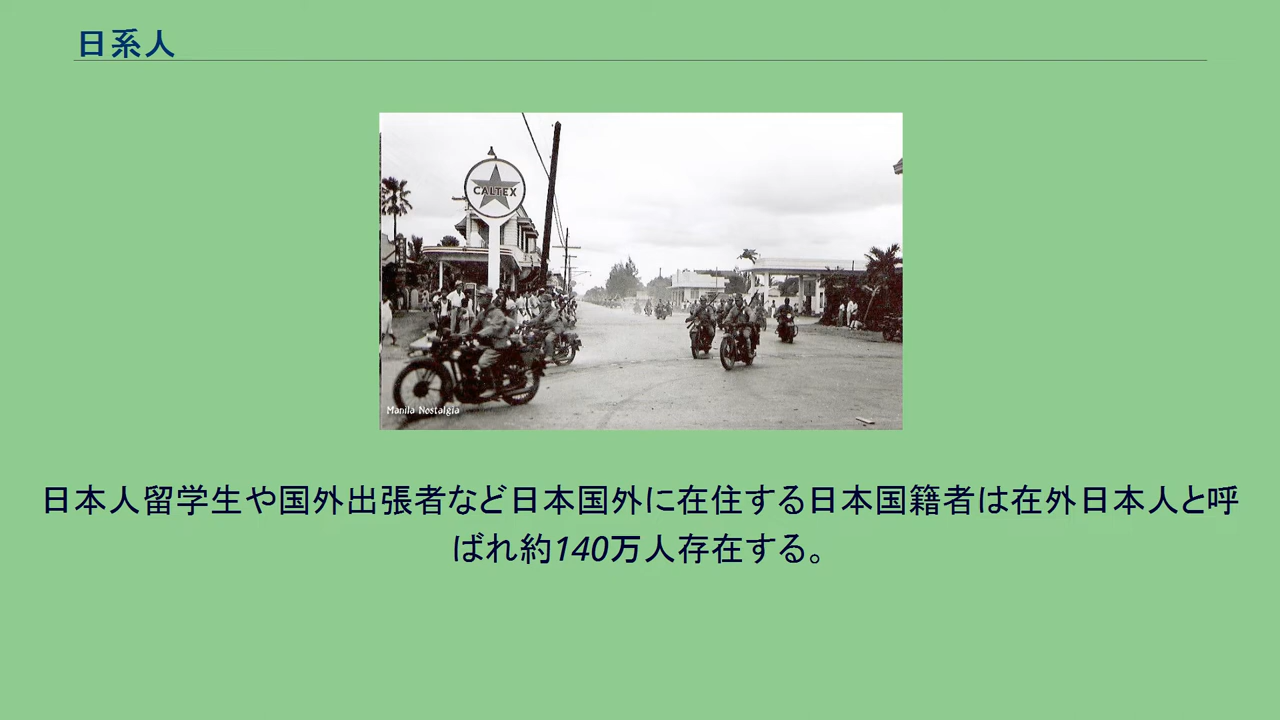 日系人
CALTEX
Manila Nostalgia
日本人留学生や国外出張者など日本国外に在住する日本国籍者は在外日本人と呼
ばれ約140万人存在する。